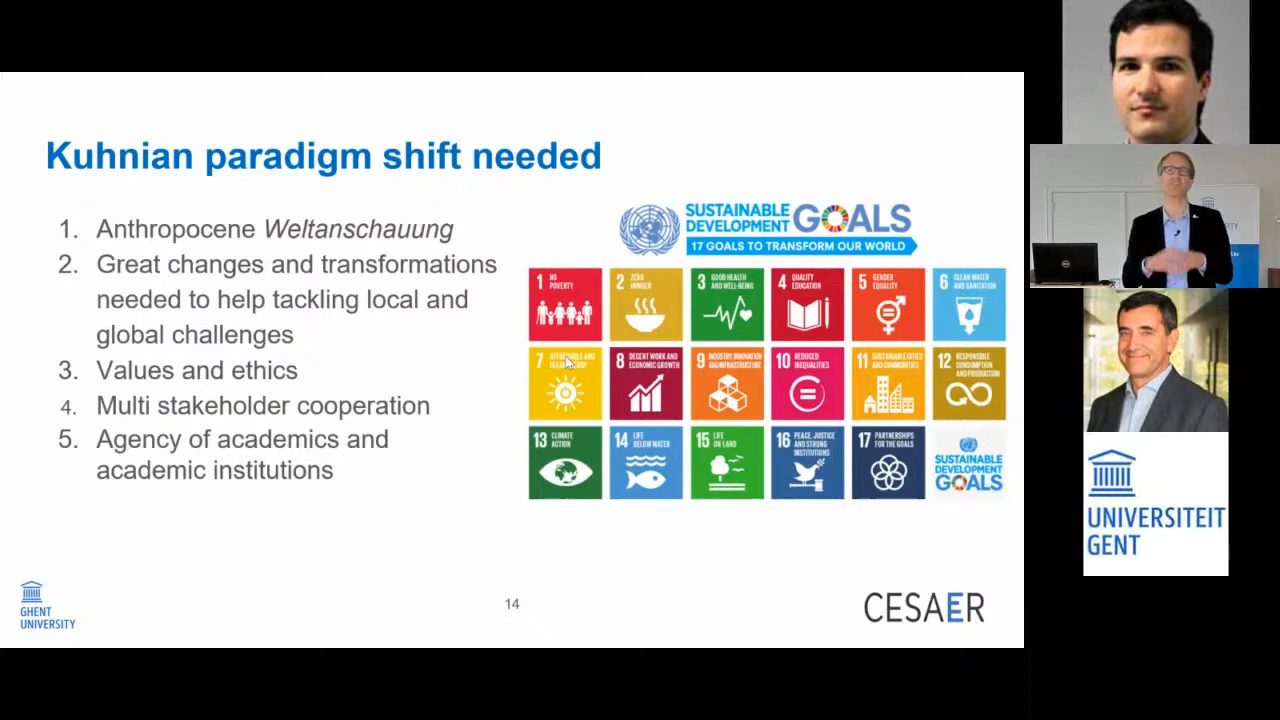 Kuhnian paradigm shift needed
1. Anthropocene Weltanschauung
2. Great changes and transformations
needed to help tackling local and
global challenges
3. Values and ethics
4. Multi stakeholder cooperation
5. Agency of academics and
academic institutions
SUSTAINABLE
DEVELOPMENT
GOALS
17 GOALS TO TRANSFORM OUR WORLD
1 NO
POVERTY
2 ZERO
HUNGER
3 GOOD HEALTH
AND WELL-BEING
4 QUALITY
EDUCATION
5 GENDER
EQUALITY
6 CLEAN WATER
AND SANITATION
7 AFFORDABLE AND
CLEAN ENERGY
8 DECENT WORK AND
ECONOMIC GROWTH
9 INDUSTRY, INNOVATION
AND INFRASTRUCTURE
10 REDUCED
INEQUALITIES
11 SUSTAINABLE CITIES
AND COMMUNITIES
12 RESPONSIBLE
CONSUMPTION
AND PRODUCTION
13 CLIMATE
ACTION
14 LIFE
BELOW WATER
15 LIFE
ON LAND
16 PEACE, JUSTICE
AND STRONG
INSTITUTIONS
17 PARTNERSHIPS
FOR THE GOALS
SUSTAINABLE
DEVELOPMENT
GOALS
GHENT
UNIVERSITY
14
CESAER
UNIVERSITEIT
GENT